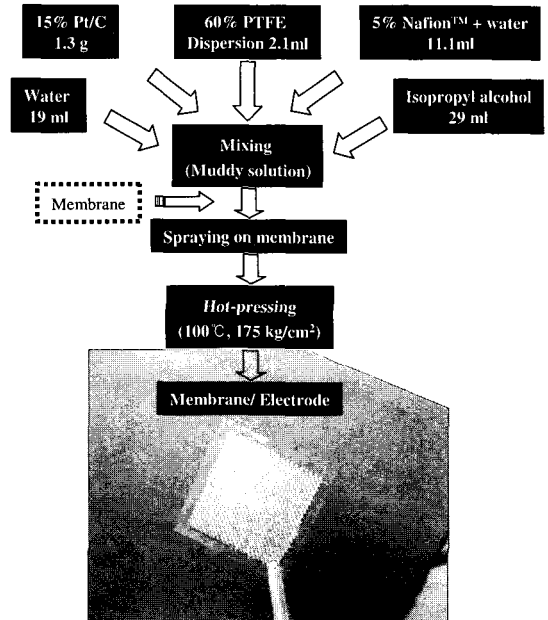 15% Pt/C
1.3 g
60% PTFE
Dispersion 2.1ml
5% Nafion™ + water
11.1ml
Water
19 ml
Isopropyl alcohol
29 ml
Mixing
(Muddy solution)
Membrane
Spraying on membrane
Hot-pressing
(100℃, 175 kg/cm²)
Membrane/ Electrode